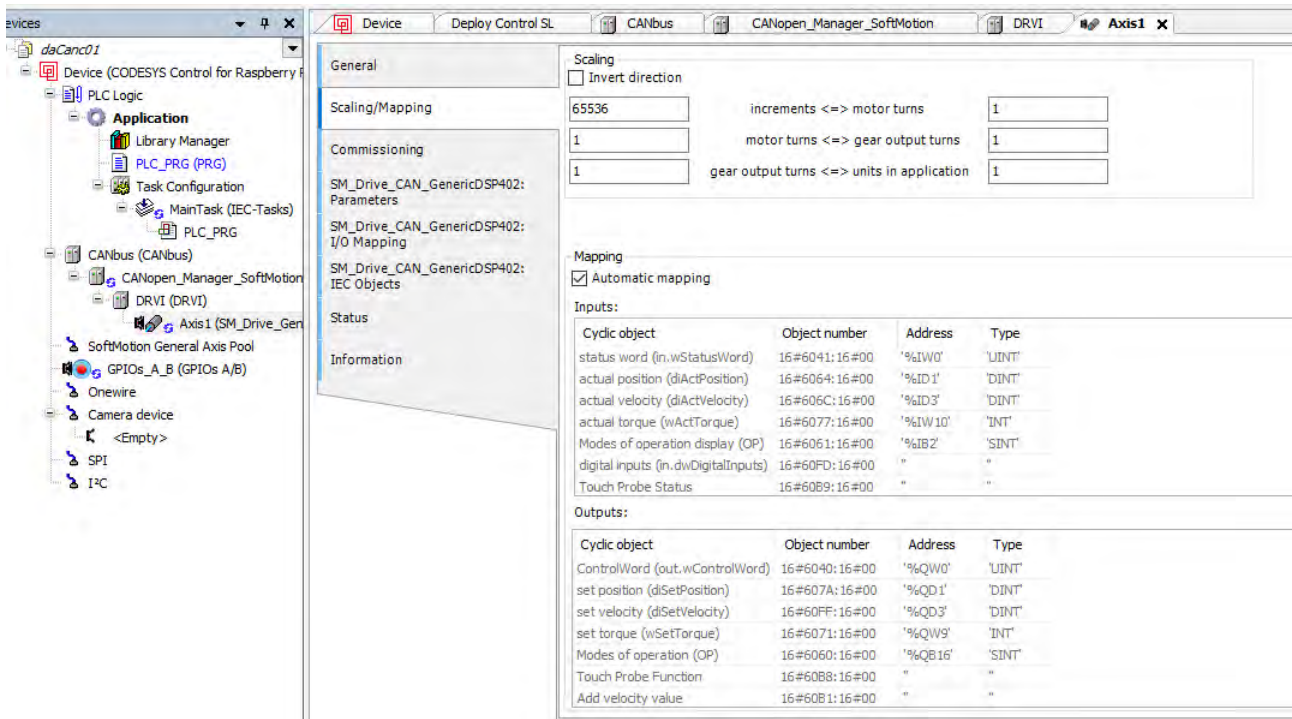 evices
daCanc01
Device (CODESYS Control for Raspberry P
PLC Logic
Application
Library Manager
PLC_PRG (PRG)
Task Configuration
MainTask (IEC-Tasks)
PLC_PRG
CANbus (CANbus)
CANopen_Manager_SoftMotion
DRVI (DRVI)
Axis1 (SM_Drive_Gen
SoftMotion General Axis Pool
GPIOs_A_B (GPIOs A/B)
Onewire
Camera device
<Empty>
SPI
I²C
Device Deploy Control SL CANbus CANopen_Manager_SoftMotion DRVI Axis1
General
Scaling/Mapping
Commissioning
SM_Drive_CAN_GenericDSP402:
Parameters
SM_Drive_CAN_GenericDSP402:
I/O Mapping
SM_Drive_CAN_GenericDSP402:
IEC Objects
Status
Information
Scaling
Invert direction
65536 increments <=> motor turns 1
1 motor turns <=> gear output turns 1
1 gear output turns <=> units in application 1
Mapping
Automatic mapping
Inputs:
Cyclic object Object number Address Type
status word (in.wStatusWord) 16#6041:16#00 '%IW0' 'UINT'
actual position (diActPosition) 16#6064:16#00 '%ID1' 'DINT'
actual velocity (diActVelocity) 16#606C:16#00 '%ID3' 'DINT'
actual torque (wActTorque) 16#6077:16#00 '%IW10' 'INT'
Modes of operation display (OP) 16#6061:16#00 '%IB2' 'SINT'
digital inputs (in.dwDigitalInputs) 16#60FD:16#00 '' ''
Touch Probe Status 16#60B9:16#00 '' ''
Outputs:
Cyclic object Object number Address Type
ControlWord (out.wControlWord) 16#6040:16#00 '%QW0' 'UINT'
set position (diSetPosition) 16#607A:16#00 '%QD1' 'DINT'
set velocity (diSetVelocity) 16#60FF:16#00 '%QD3' 'DINT'
set torque (wSetTorque) 16#6071:16#00 '%QW9' 'INT'
Modes of operation (OP) 16#6060:16#00 '%QB16' 'SINT'
Touch Probe Function 16#60B8:16#00 '' ''
Add velocity value 16#60B1:16#00 '' ''